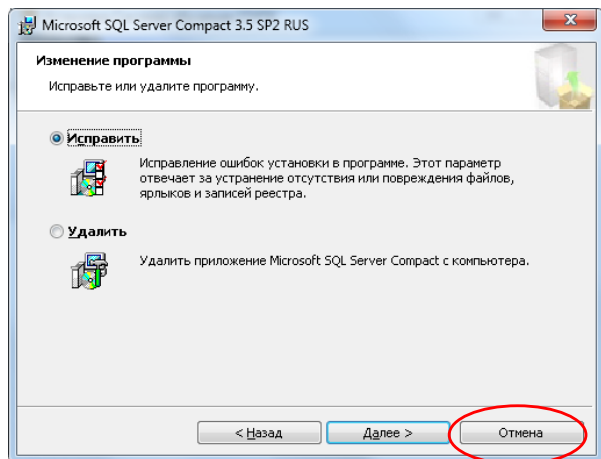 Microsoft SQL Server Compact 3.5 SP2 RUS
Изменение программы
Исправьте или удалите программу.
Исправить
Исправление ошибок установки в программе. Этот параметр
отвечает за устранение отсутствия или повреждения файлов,
ярлыков и записей реестра.
Удалить
Удалить приложение Microsoft SQL Server Compact с компьютера.
< Назад Далее > Отмена